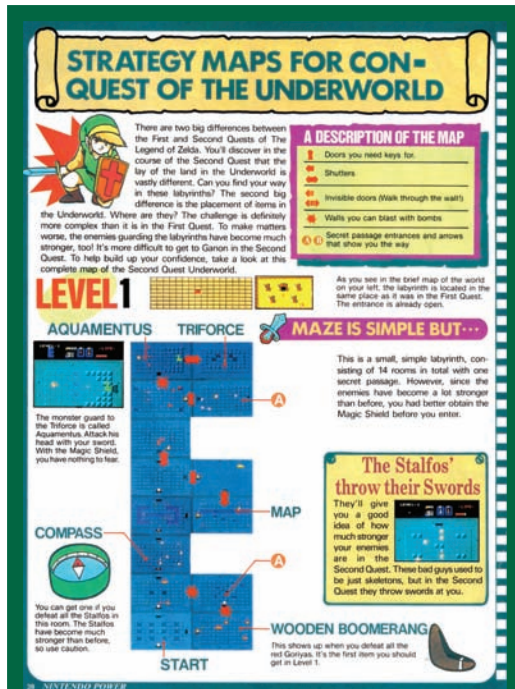 STRATEGY MAPS FOR CON-
QUEST OF THE UNDERWORLD
There are two big differences between
the First and Second Quests of The
Legend of Zelda. You'll discover in the
course of the Second Quest that the
lay of the land in the Underworld is
vastly different. Can you find your way
in these labyrinths? The second big
difference is the placement of items in
the Underworld. Where are they? The challenge is definitely
more complex than it is in the First Quest. To make matters
worse, the enemies guarding the labyrinths have become much
stronger, too! It's more difficult to get to Ganon in the Second
Quest. To help build up your confidence, take a look at this
complete map of the Second Quest Underworld.
A DESCRIPTION OF THE MAP
Doors you need keys for.
Shutters
Invisible doors (Walk through the wall!)
Walls you can blast with bombs
A B Secret passage entrances and arrows
that show you the way
LEVEL 1
As you see in the brief map of the world
on your left, the labyrinth is located in the
same place as it was in the First Quest.
The entrance is already open.
AQUAMENTUS
TRIFORCE
MAZE IS SIMPLE BUT···
This is a small, simple labyrinth, con-
sisting of 14 rooms in total with one
secret passage. However, since the
enemies have become a lot stronger
than before, you had better obtain the
Magic Shield before you enter.
A
The monster guard to
the Triforce is called
Aquamentus. Attack his
head with your sword.
With the Magic Shield,
you have nothing to fear.
The Stalfos'
throw their Swords
They'll give
you a good
idea of how
much stronger
your enemies
are in the
Second Quest. These bad guys used to
be just skeletons, but in the Second
Quest they throw swords at you.
MAP
COMPASS
A
You can get one if you
defeat all the Stalfos in
this room. The Stalfos
have become much
stronger than before,
so use caution.
WOODEN BOOMERANG
This shows up when you defeat all the
red Goriyas. It's the first item you should
get in Level 1.
START
NINTENDO POWER